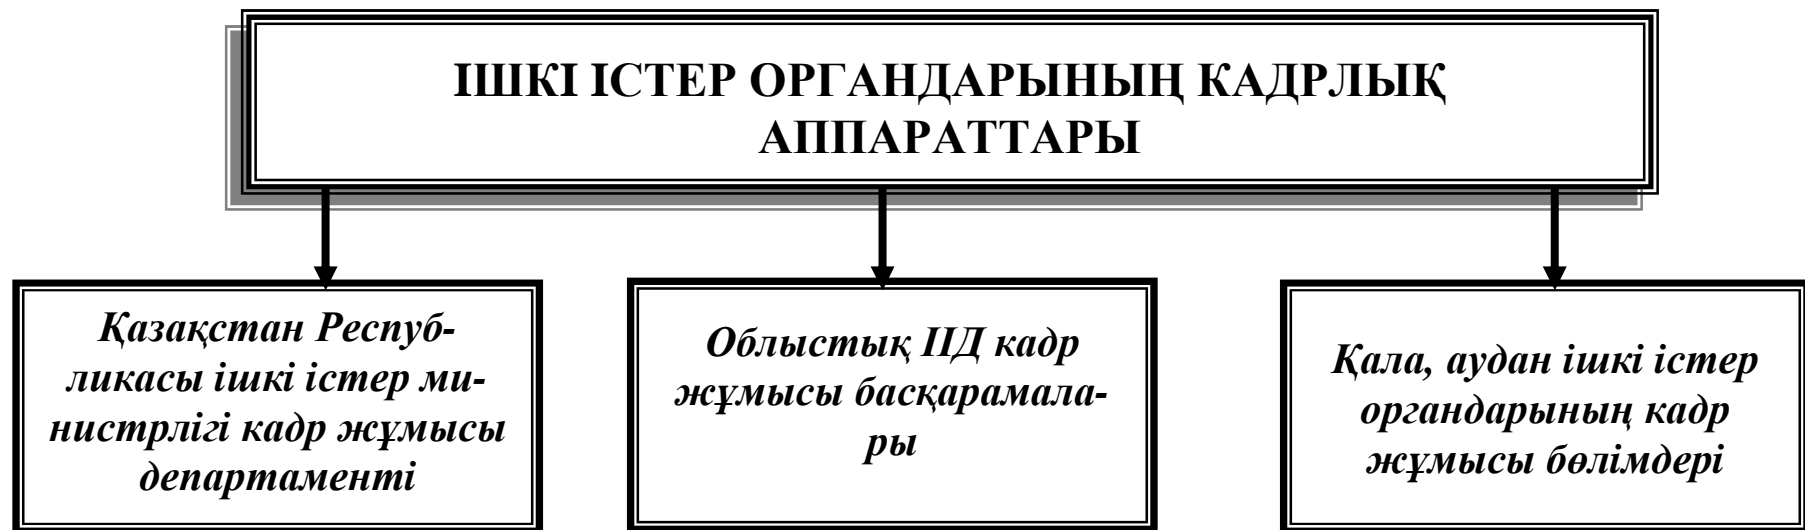 ІШКІ ІСТЕР ОРГАНДАРЫНЫҢ КАДРЛЫҚ
АППАРАТТАРЫ
Қазақстан Респуб-
ликасы ішкі істер ми-
нистрлігі кадр жұмысы
департаменті
Облыстық ІІД кадр
жұмысы басқармала-
ры
Қала, аудан ішкі істер
органдарының кадр
жұмысы бөлімдері